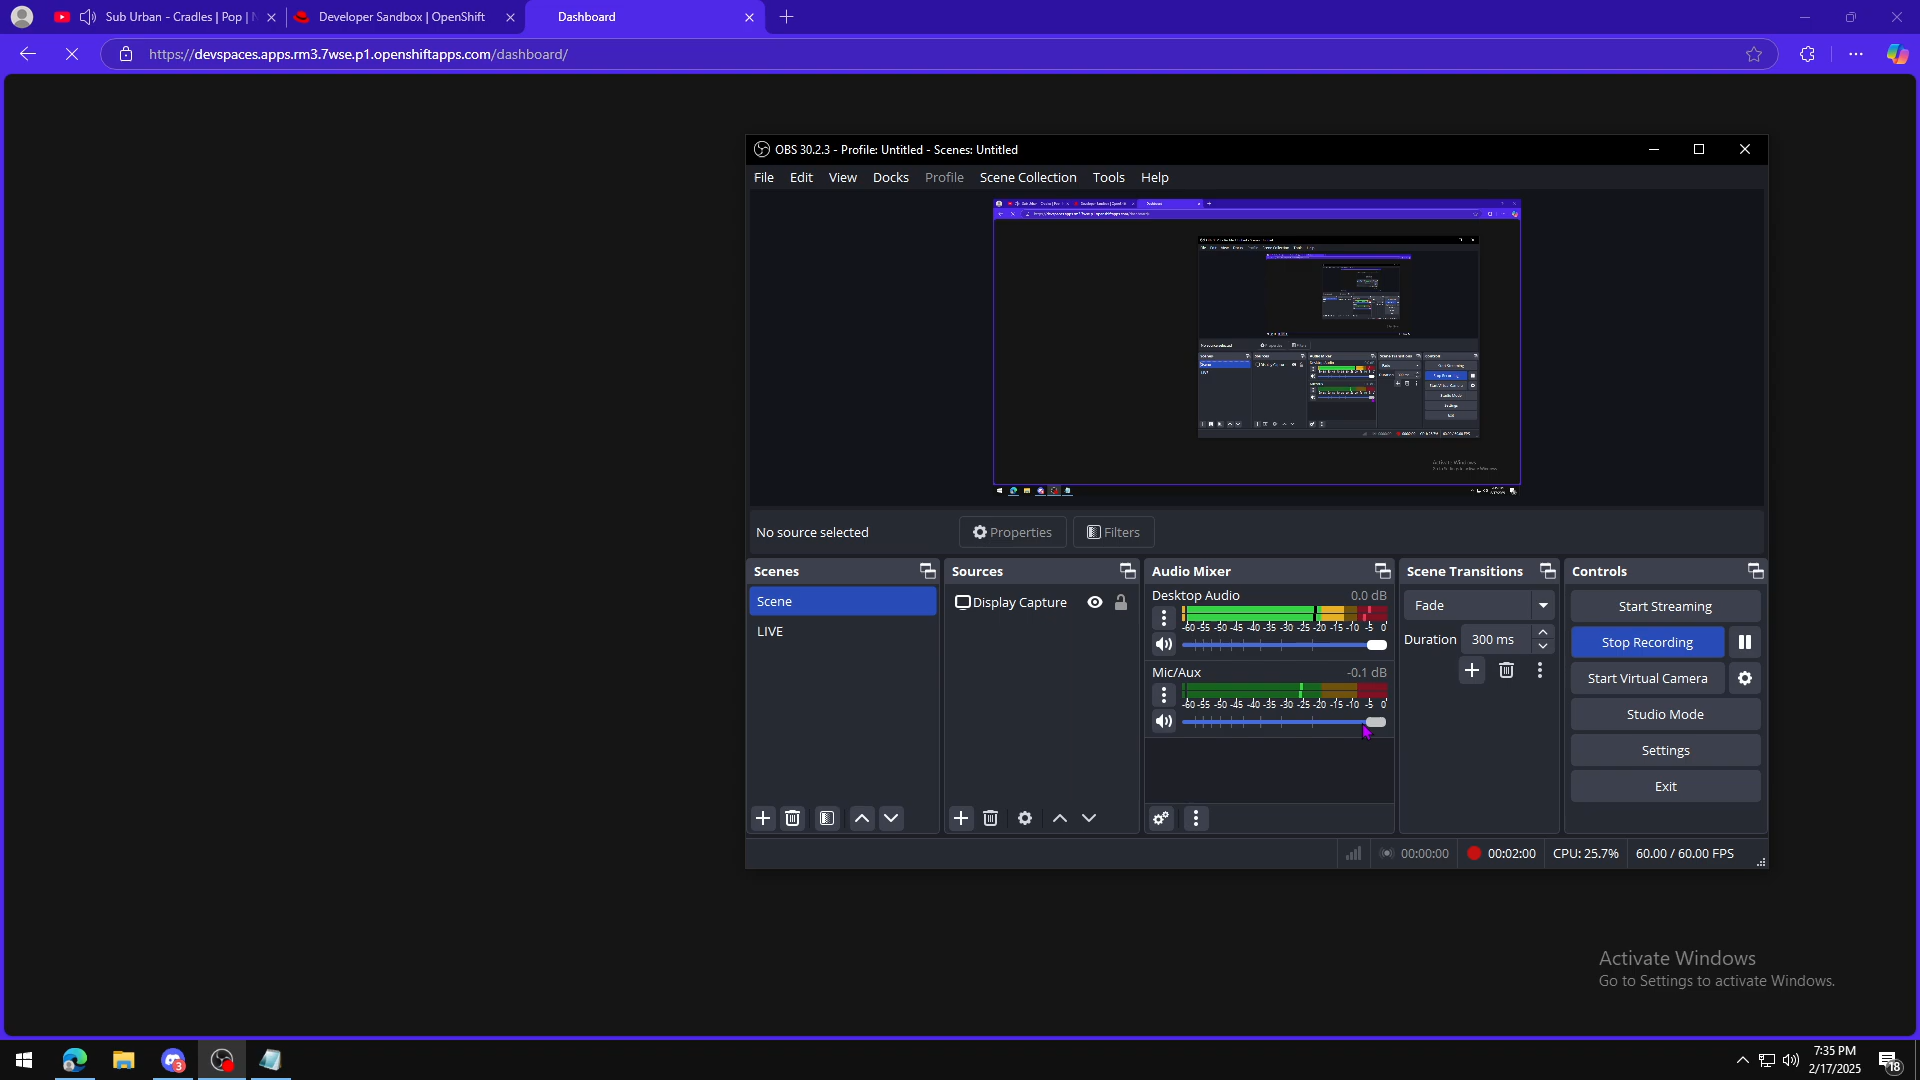 Sub Urban - Cradles | Pop |
Developer Sandbox | OpenShift
Dashboard
https://devspaces.apps.rm3.7wse.p1.openshiftapps.com/dashboard/
OBS 30.2.3 - Profile: Untitled - Scenes: Untitled
File Edit View Docks Profile Scene Collection Tools Help
No source selected
Properties
Filters
Scenes
Scene
LIVE
Sources
Display Capture
Audio Mixer
Desktop Audio 0.0 dB
-60 -55 -50 -45 -40 -35 -30 -25 -20 -15 -10 -5 0
Mic/Aux -0.1 dB
-60 -55 -50 -45 -40 -35 -30 -25 -20 -15 -10 -5 0
Scene Transitions
Fade
Duration 300 ms
Controls
Start Streaming
Stop Recording
Start Virtual Camera
Studio Mode
Settings
Exit
00:00:00 00:02:00 CPU: 25.7% 60.00 / 60.00 FPS
Activate Windows
Go to Settings to activate Windows.
3
7:35 PM
2/17/2025
18